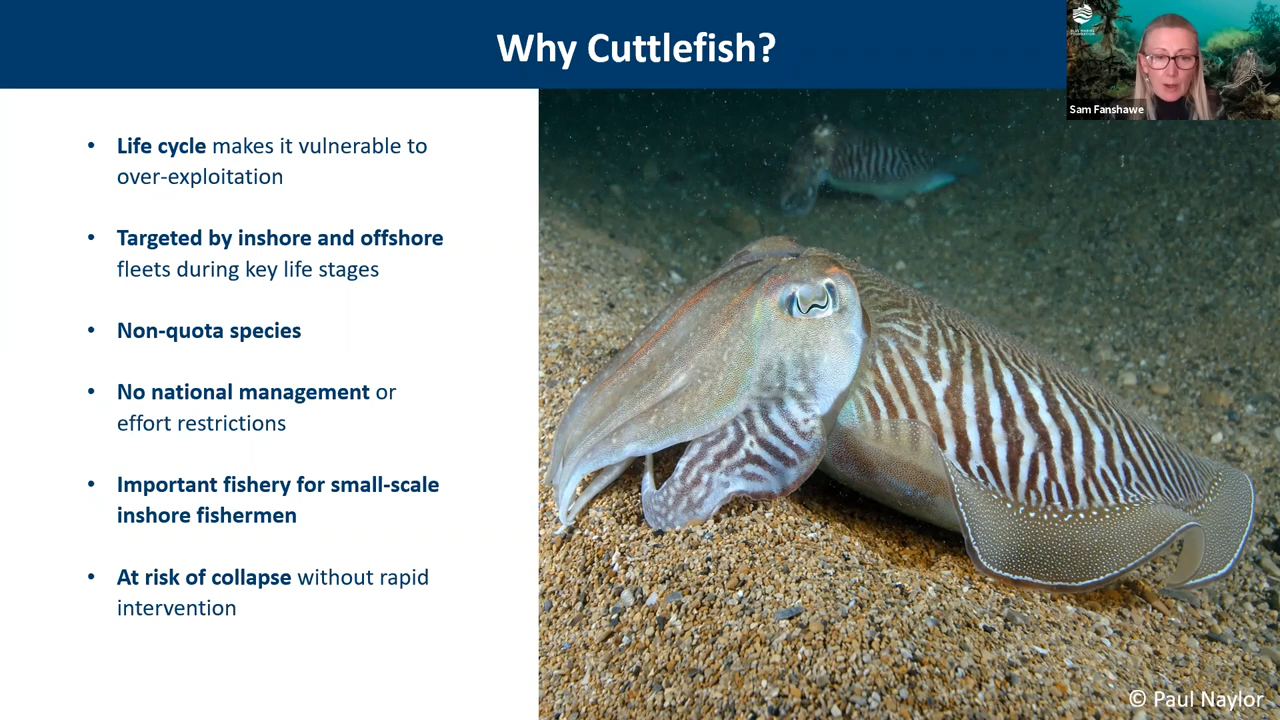 Why Cuttlefish?
Sam Fanshawe
• Life cycle makes it vulnerable to
over-exploitation
• Targeted by inshore and offshore
fleets during key life stages
• Non-quota species
• No national management or
effort restrictions
• Important fishery for small-scale
inshore fishermen
• At risk of collapse without rapid
intervention
© Paul Naylor